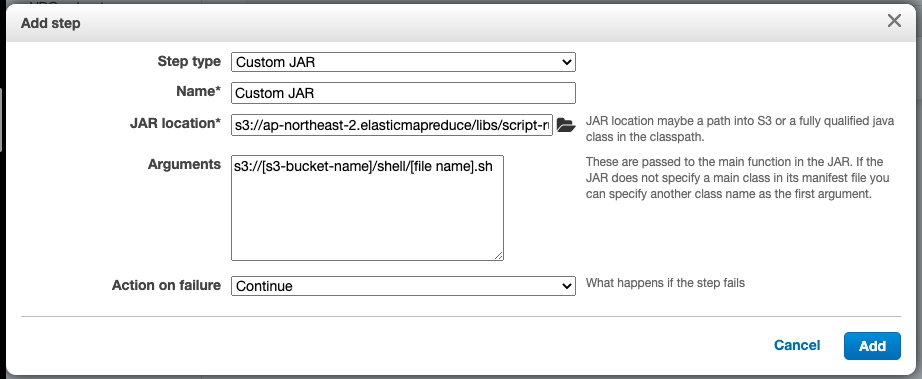 Add step
Step type
Custom JAR
Name*
Custom JAR
JAR location*
s3://ap-northeast-2.elasticmapreduce/libs/script-r
JAR location maybe a path into S3 or a fully qualified java
class in the classpath.
Arguments
s3://[s3-bucket-name]/shell/[file name].sh
These are passed to the main function in the JAR. If the
JAR does not specify a main class in its manifest file you
can specify another class name as the first argument.
Action on failure
Continue
What happens if the step fails
Cancel
Add